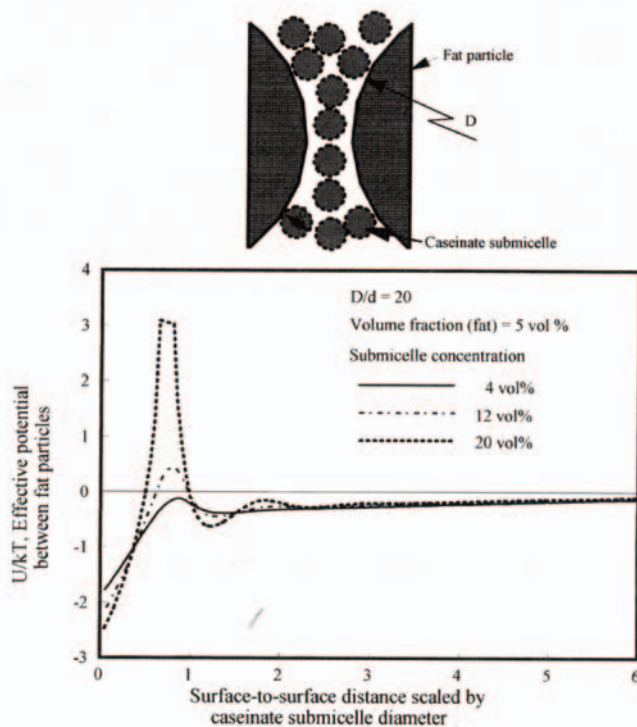 Fat particle
D
Caseinate submicelle
4
3
2
1
0
-1
-2
-3
U/kT, Effective potential
between fat particles
D/d = 20
Volume fraction (fat) = 5 vol %
Submicelle concentration
4 vol%
12 vol%
20 vol%
0
1
2
3
4
5
6
Surface-to-surface distance scaled by
caseinate submicelle diameter